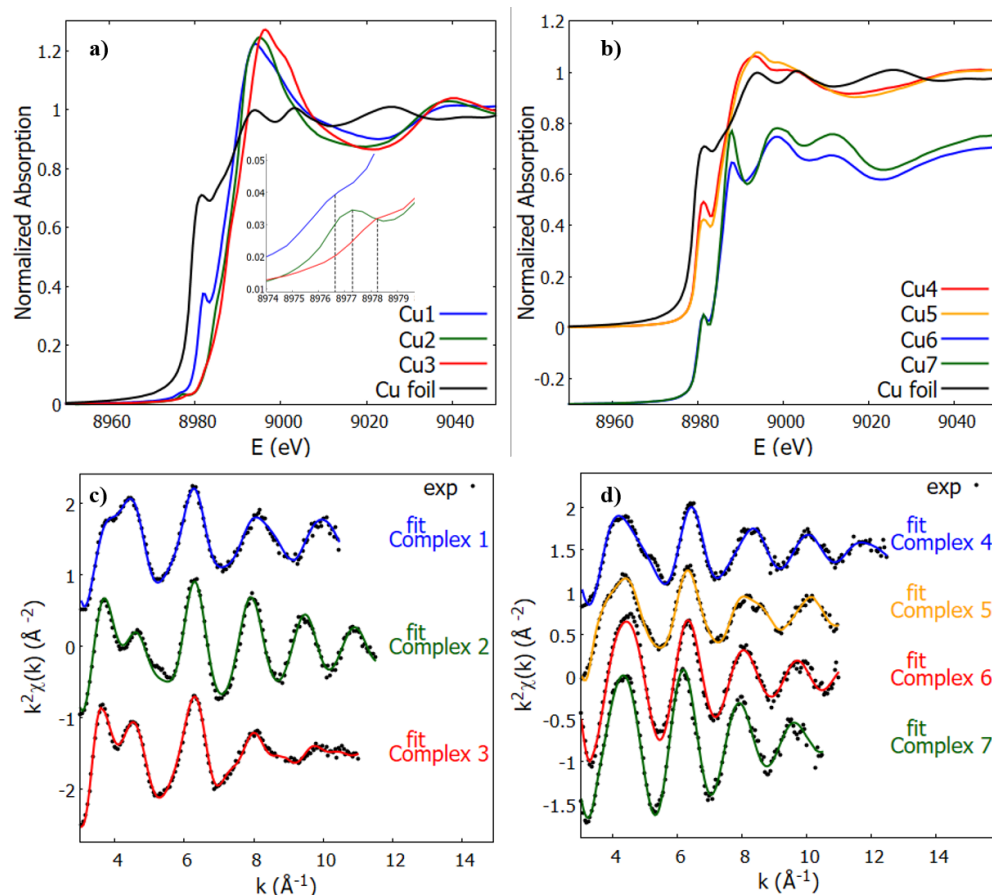 a)
Normalized Absorption
1.2
1
0.8
0.6
0.4
0.2
0
0.05
0.04
0.03
0.02
0.01
8974 8975 8976 8977 8978 8979
Cu1
Cu2
Cu3
Cu foil
8960 8980 9000 9020 9040
E (eV)
b)
Normalized Absorption
1.2
1
0.8
0.6
0.4
0.2
0
-0.2
Cu4
Cu5
Cu6
Cu7
Cu foil
8960 8980 9000 9020 9040
E (eV)
c)
exp
k²χ(k) (Å⁻²)
2
1
0
-1
-2
fit
Complex 1
fit
Complex 2
fit
Complex 3
4 6 8 10 12 14
k (Å⁻¹)
d)
exp
k²χ(k) (Å⁻²)
2
1.5
1
0.5
0
-0.5
-1
-1.5
fit
Complex 4
fit
Complex 5
fit
Complex 6
fit
Complex 7
4 6 8 10 12 14
k (Å⁻¹)